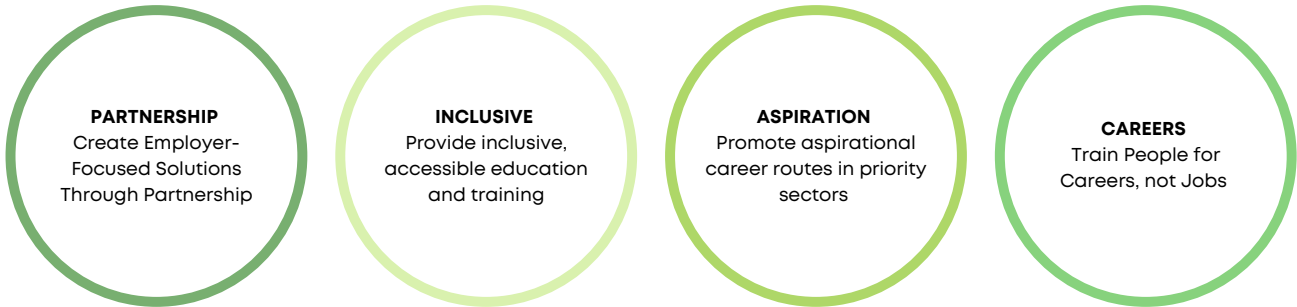 PARTNERSHIP
Create Employer-
Focused Solutions
Through Partnership
INCLUSIVE
Provide inclusive,
accessible education
and training
ASPIRATION
Promote aspirational
career routes in priority
sectors
CAREERS
Train People for
Careers, not Jobs